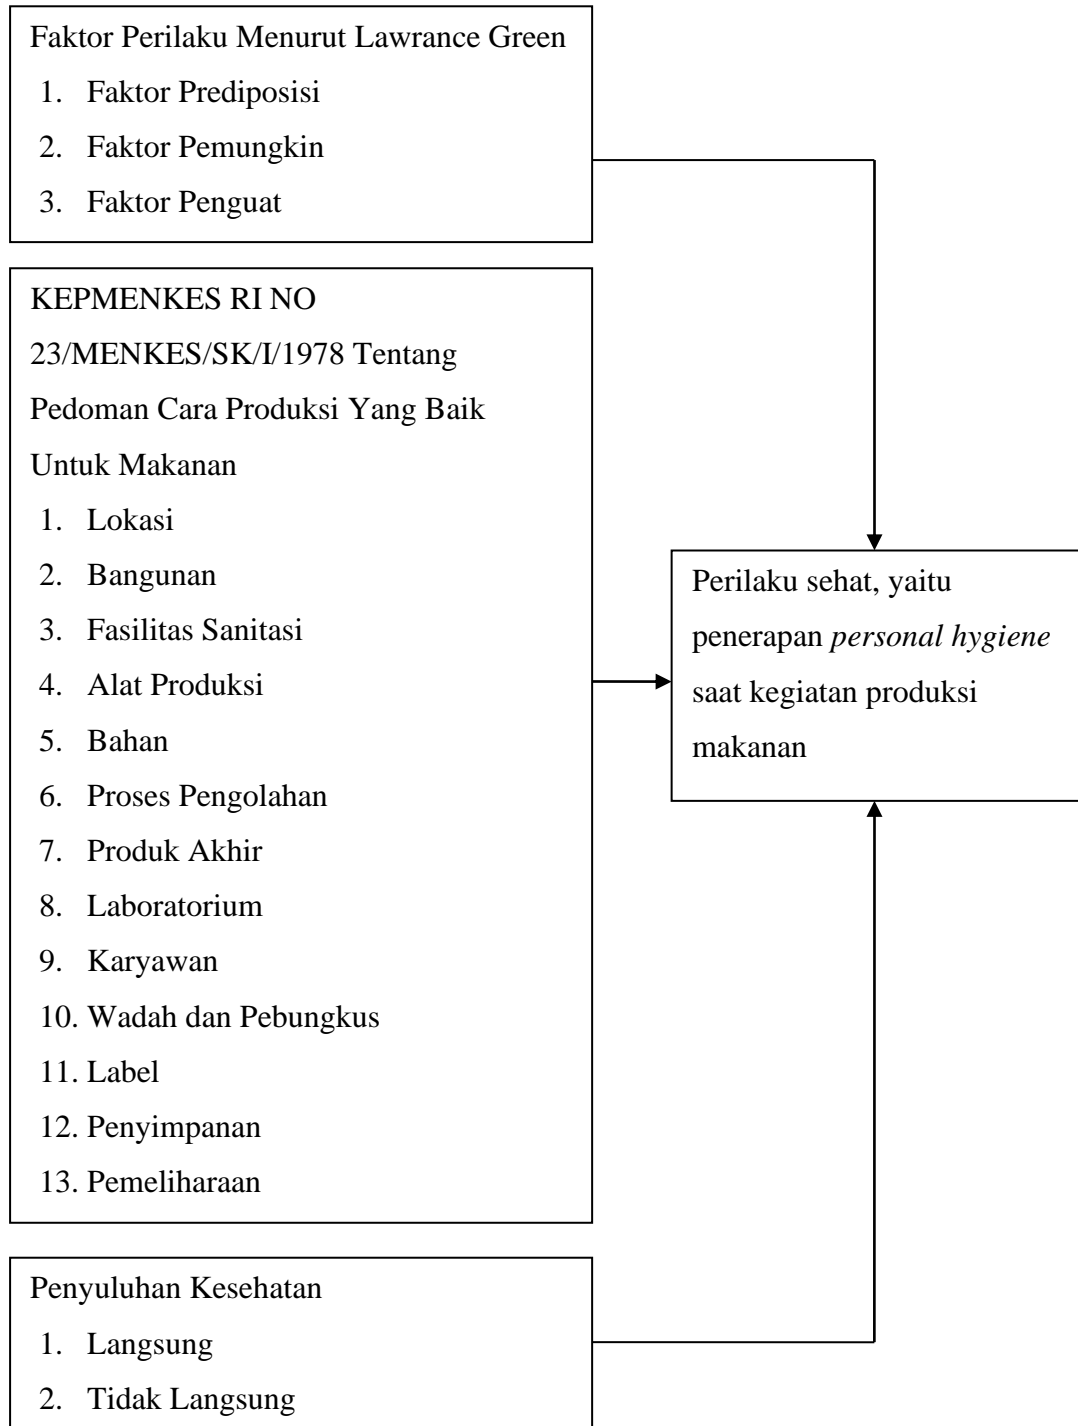 Faktor Perilaku Menurut Lawrance Green
1. Faktor Prediposisi
2. Faktor Pemungkin
3. Faktor Penguat
KEPMENKES RI NO
23/MENKES/SK/I/1978 Tentang
Pedoman Cara Produksi Yang Baik
Untuk Makanan
1. Lokasi
2. Bangunan
3. Fasilitas Sanitasi
4. Alat Produksi
5. Bahan
6. Proses Pengolahan
7. Produk Akhir
8. Laboratorium
9. Karyawan
10. Wadah dan Pebungkus
11. Label
12. Penyimpanan
13. Pemeliharaan
Penyuluhan Kesehatan
1. Langsung
2. Tidak Langsung
Perilaku sehat, yaitu
penerapan personal hygiene
saat kegiatan produksi
makanan